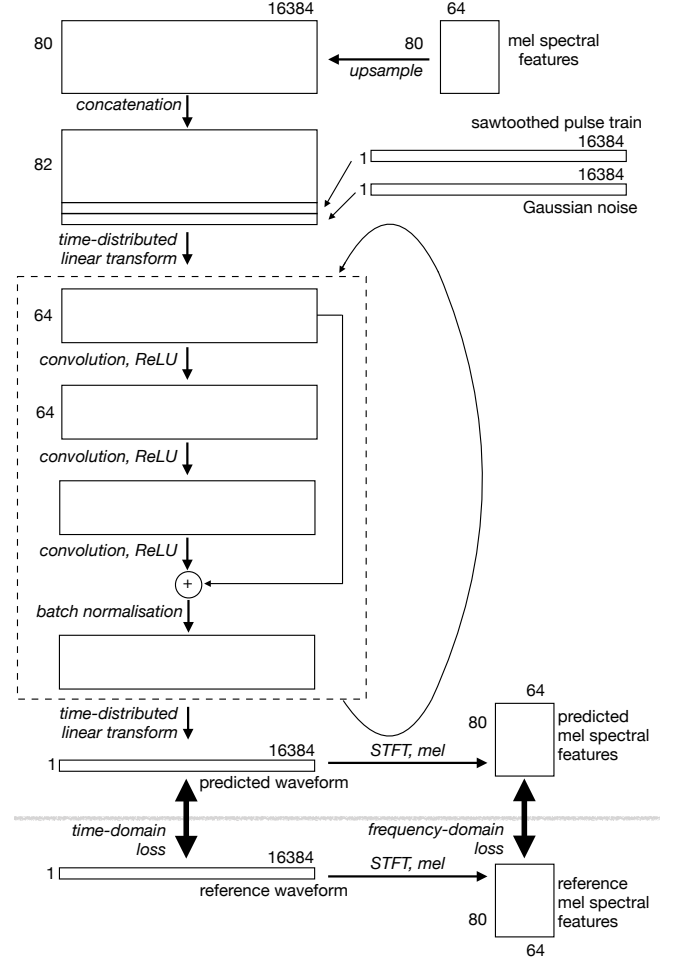 16384
64
80
80
mel spectral
features
upsample
concatenation
sawtoothed pulse train
16384
1
82
16384
1
Gaussian noise
time-distributed
linear transform
64
convolution, ReLU
64
convolution, ReLU
convolution, ReLU
+
batch normalisation
time-distributed
linear transform
64
80
predicted
mel spectral
features
16384
STFT, mel
1
predicted waveform
time-domain
loss
frequency-domain
loss
16384
STFT, mel
1
reference waveform
reference
mel spectral
features
80
64